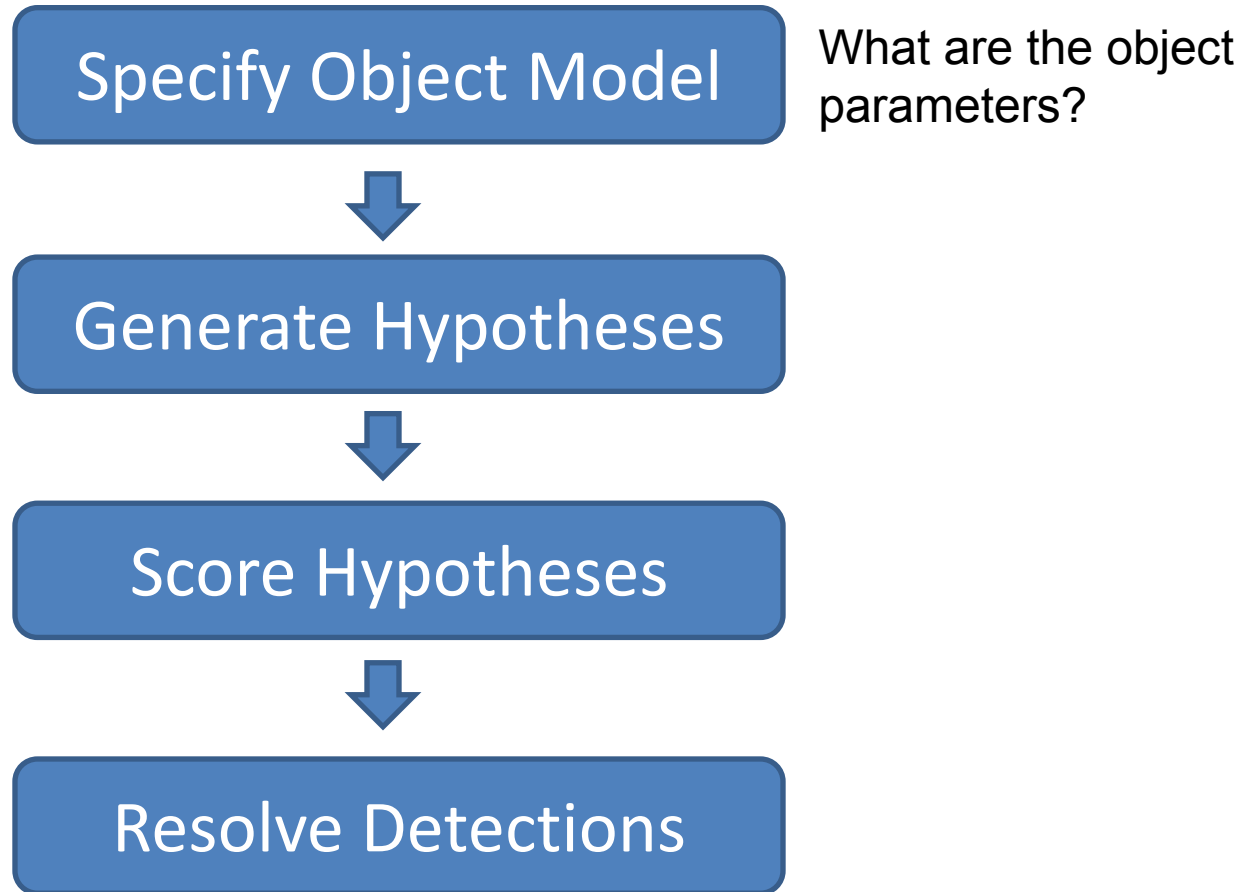 Specify Object Model
What are the object
parameters?
Generate Hypotheses
Score Hypotheses
Resolve Detections